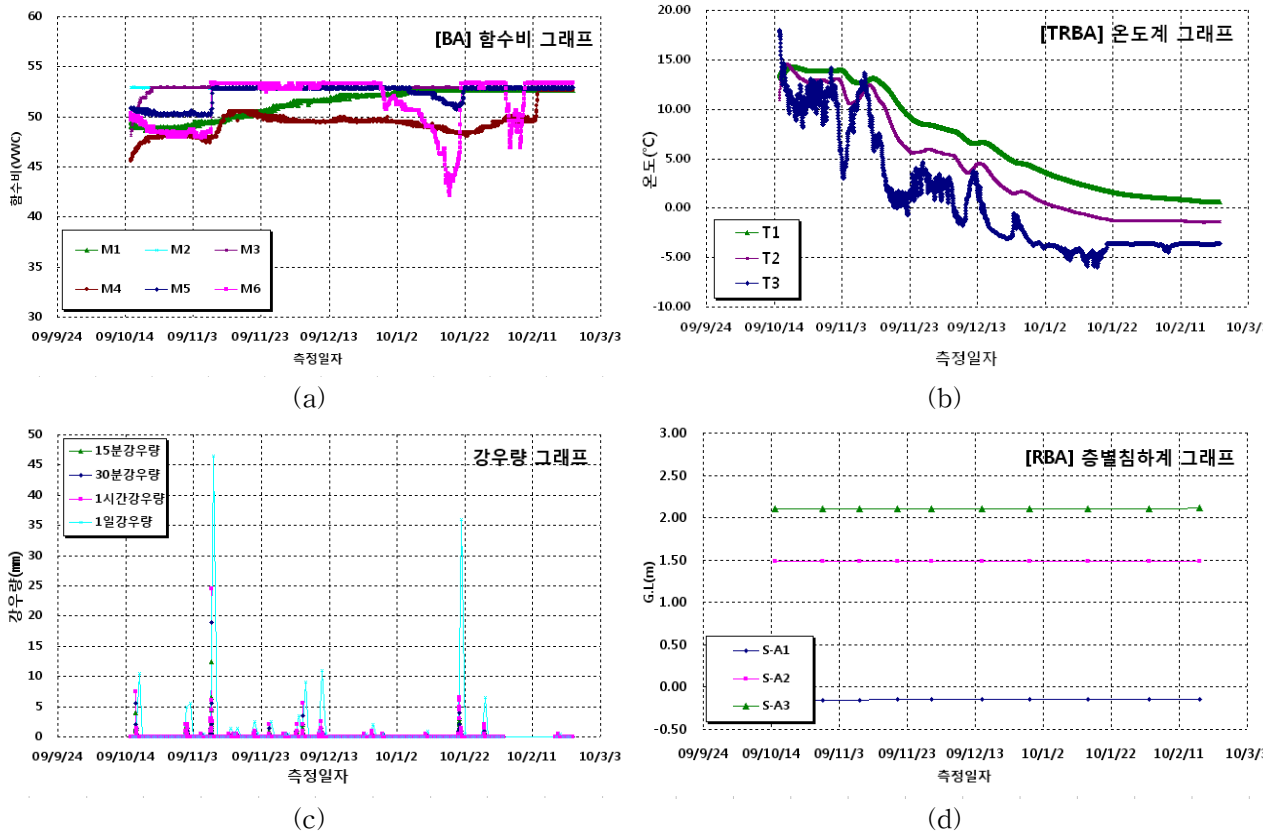 [BA] 함수비 그래프
함수비(VWC)
60
55
50
45
50
40
35
30
M1 M2 M3
M4 M5 M6
09/9/24 09/10/14 09/11/3 09/11/23 09/12/13 10/1/2 10/1/22 10/2/11 10/3/3
측정일자
(a)
[TRBA] 온도계 그래프
온도(°C)
20.00
15.00
10.00
5.00
0.00
-5.00
-10.00
T1
T2
T3
09/9/24 09/10/14 09/11/3 09/11/23 09/12/13 10/1/2 10/1/22 10/2/11 10/3/3
측정일자
(b)
강우량 그래프
강우량(㎜)
50
45
40
35
30
25
20
15
10
5
0
15분강우량
30분강우량
1시간강우량
1일강우량
09/9/24 09/10/14 09/11/3 09/11/23 09/12/13 10/1/2 10/1/22 10/2/11 10/3/3
측정일자
(c)
[RBA] 층별침하계 그래프
G.L(m)
3.00
2.50
2.00
1.50
0.50
-0.00
-0.50
S-A1
S-A2
S-A3
09/9/24 09/10/14 09/11/3 09/11/23 09/12/13 10/1/2 10/1/22 10/2/11 10/3/3
측정일자
(d)